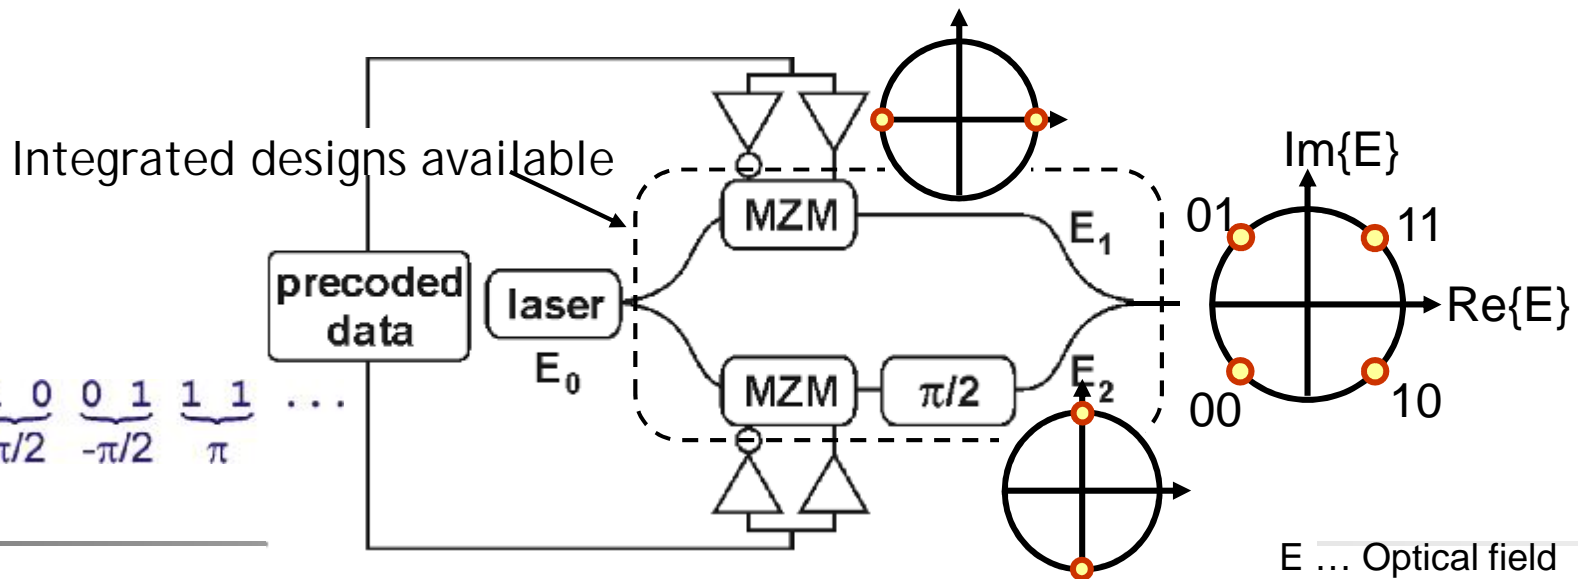 Integrated designs available
MZM
E1
precoded
data
laser
E0
MZM
π/2
E2
Im{E}
01
11
Re{E}
00
10
0 0 1 1 1 ...
π/2 -π/2 π
E ... Optical field